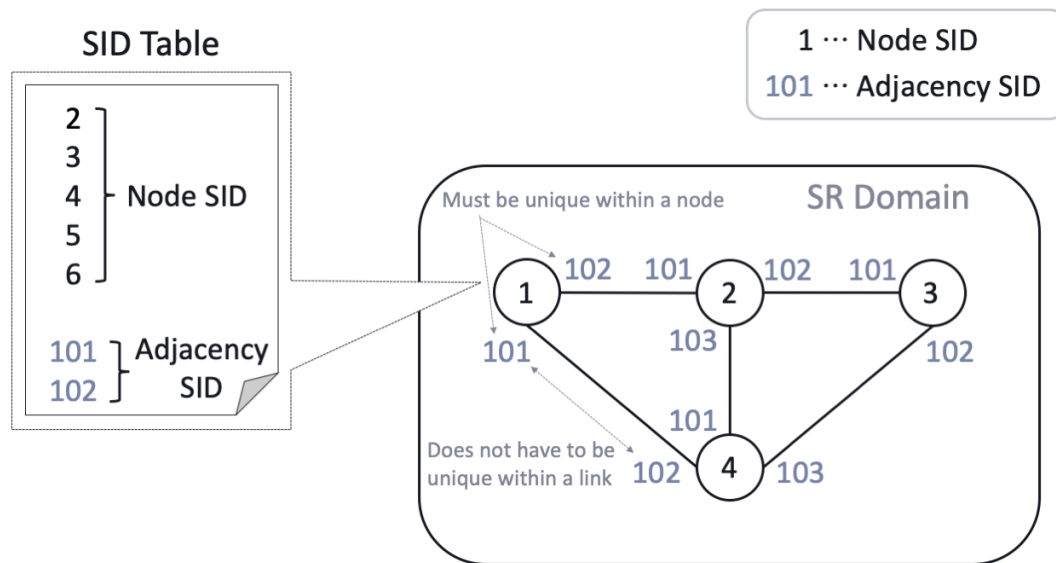 SID Table
1 ··· Node SID
101 ··· Adjacency SID
2
3
4
5
6
Node SID
101
102
Adjacency
SID
Must be unique within a node
SR Domain
1
102
101
2
102
101
3
101
103
102
101
Does not have to be
unique within a link
102
4
103